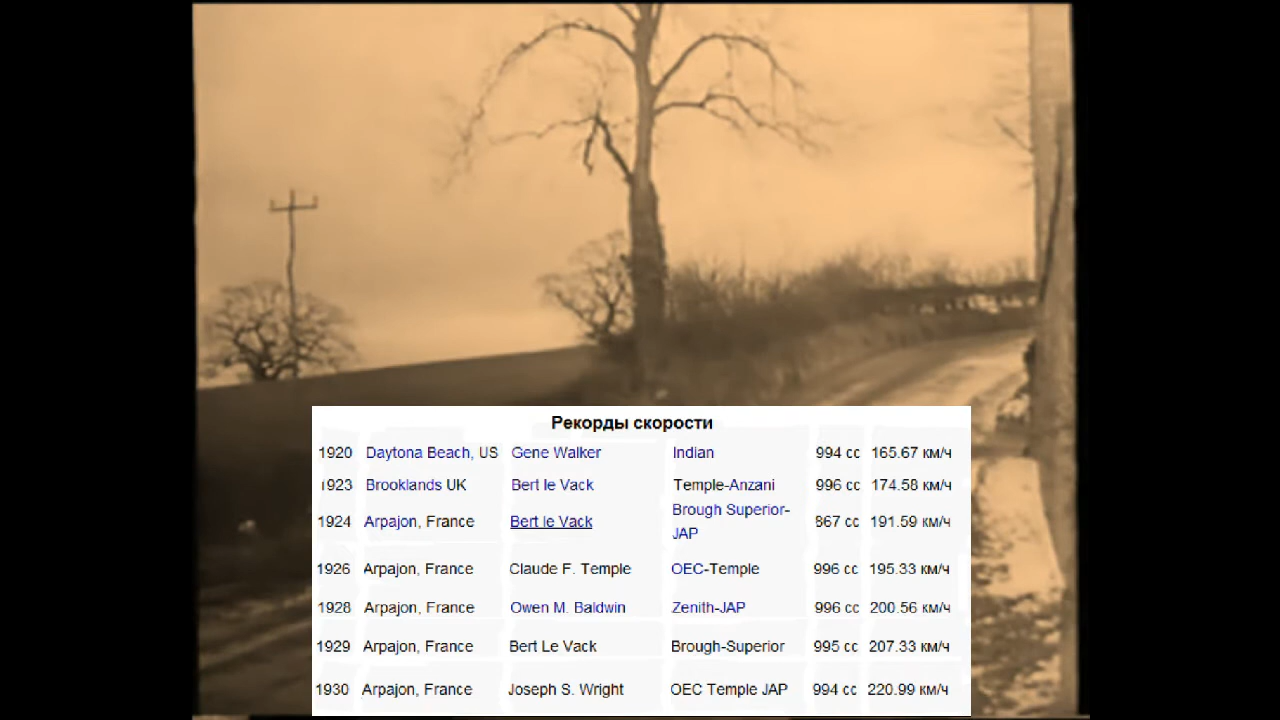 Рекорды скорости
1920 Daytona Beach, US Gene Walker Indian 994 cc 165.67 км/ч
1923 Brooklands UK Bert le Vack Temple-Anzani 996 cc 174.58 км/ч
1924 Arpajon, France Bert le Vack Brough Superior-JAP 867 cc 191.59 км/ч
1926 Arpajon, France Claude F. Temple OEC-Temple 996 cc 195.33 км/ч
1928 Arpajon, France Owen M. Baldwin Zenith-JAP 996 cc 200.56 км/ч
1929 Arpajon, France Bert Le Vack Brough-Superior 995 cc 207.33 км/ч
1930 Arpajon, France Joseph S. Wright OEC Temple JAP 994 cc 220.99 км/ч